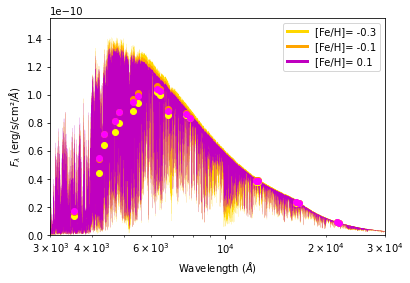 1e−10
[Fe/H]= -0.3
[Fe/H]= -0.1
[Fe/H]= 0.1
1.4
1.2
1.0
0.8
0.6
0.4
0.2
0.0
F_λ (erg/s/cm²/Å)
3 × 10³ 4 × 10³ 6 × 10³ 10⁴ 2 × 10⁴ 3 × 10⁴
Wavelength (Å)